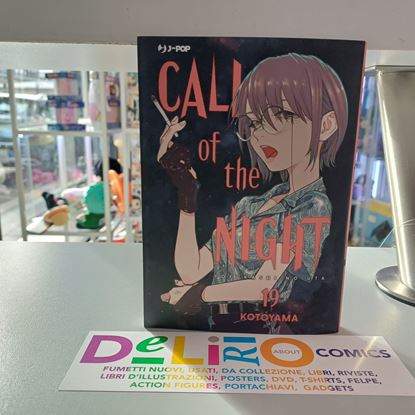 J-POP
CALL
of
the
NIGHT
19
KOTOYAMA
DeLiRIO ABOUT COMICS
FUMETTI NUOVI, USATI, DA COLLEZIONE, LIBRI, RIVISTE,
LIBRI D'ILLUSTRAZIONI, POSTERS, DVD, T-SHIRTS, FELPE,
ACTION FIGURES, PORTACHIAVI, GADGETS